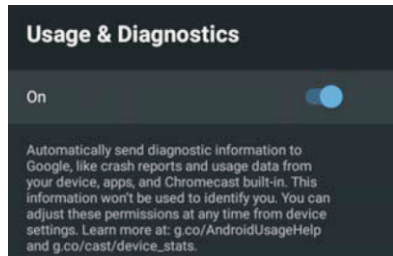 Usage & Diagnostics
On
Automatically send diagnostic information to
Google, like crash reports and usage data from
your device, apps, and Chromecast built-in. This
information won't be used to identify you. You can
adjust these permissions at any time from device
settings. Learn more at: g.co/AndroidUsageHelp
and g.co/cast/device_stats.